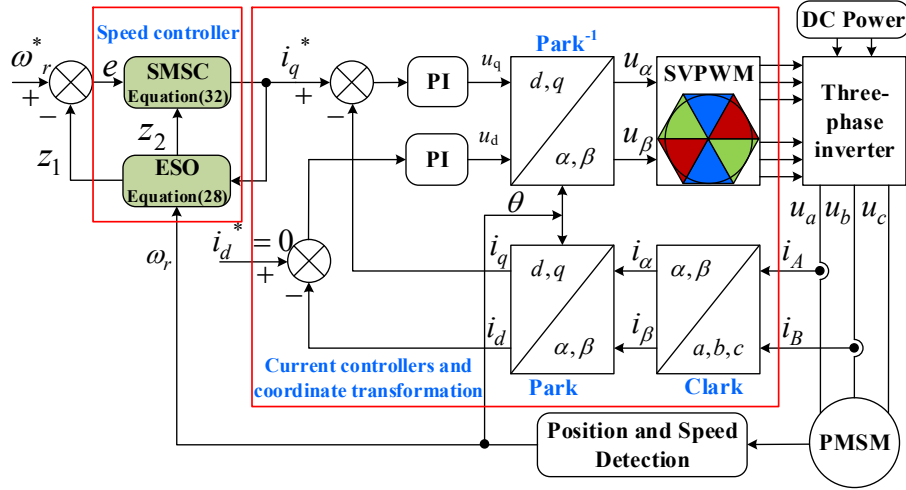 Speed controller
DC Power
ω*r
e
SMSC
Equation(32)
+
−
iq*
+
−
PI
uq
Park-1
d,q
α,β
uα
SVPWM
Three-
phase
inverter
z1
z2
ESO
Equation(28)
PI
ud
uβ
θ
ua
ub
uc
ωr
id* = 0
+
−
iq
d,q
α,β
iα
α,β
a,b,c
iA
id
iβ
iB
Current controllers and
coordinate transformation
Park
Clark
Position and Speed
Detection
PMSM